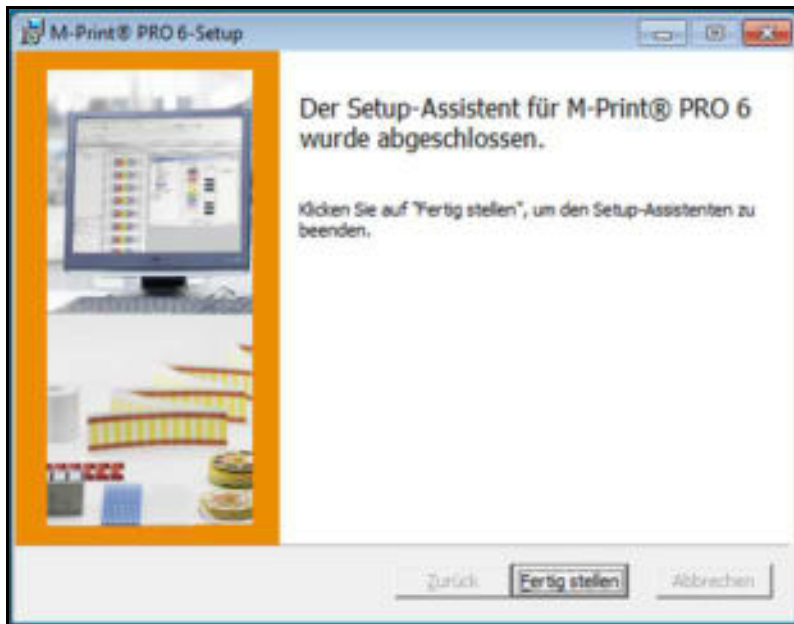 M-Print® PRO 6-Setup
Der Setup-Assistent für M-Print® PRO 6
wurde abgeschlossen.
Klicken Sie auf "Fertig stellen", um den Setup-Assistenten zu
beenden.
Zurück Fertig stellen Abbrechen